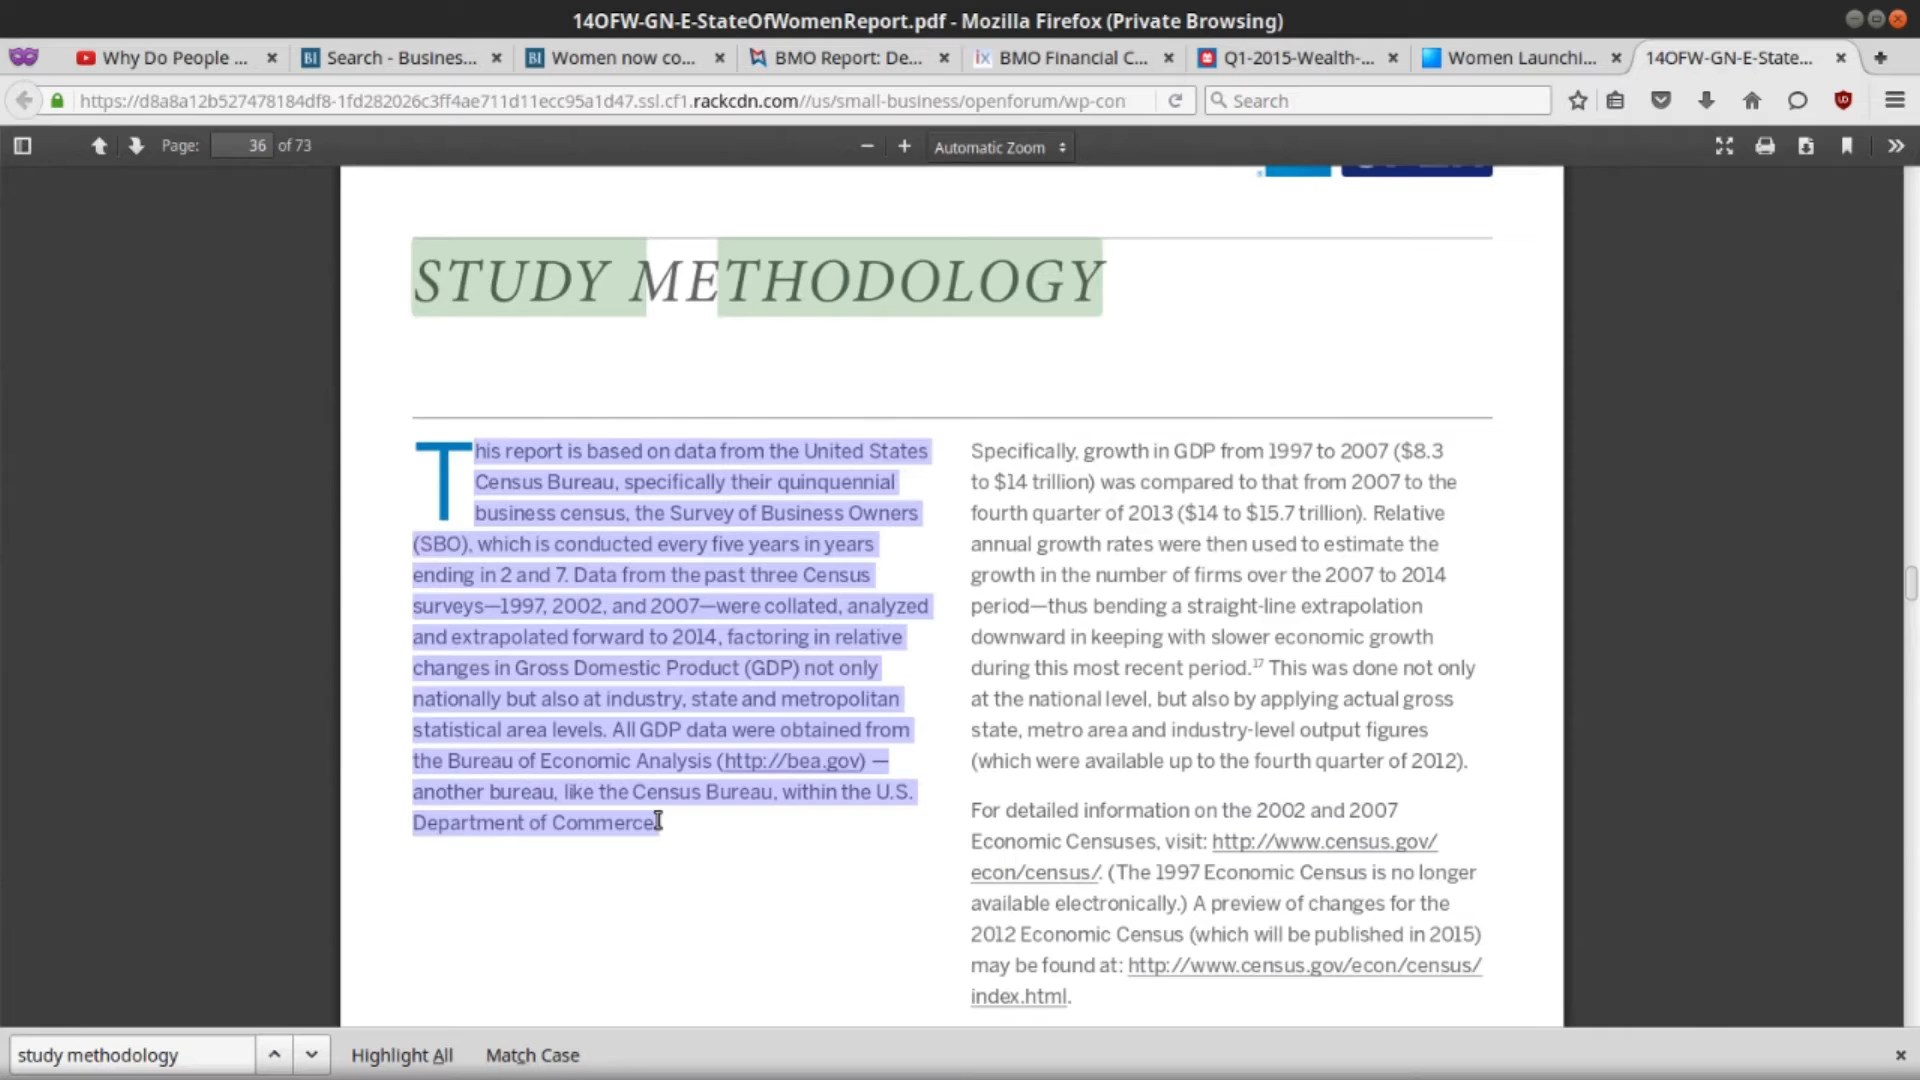 14OFW-GN-E-StateOfWomenReport.pdf - Mozilla Firefox (Private Browsing)
Why Do People ...
Search - Busines...
Women now co...
BMO Report: De...
BMO Financial C...
Q1-2015-Wealth-...
Women Launchi...
14OFW-GN-E-State...
https://d8a8a12b527478184df8-1fd282026c3ff4ae711d11ecc95a1d47.ssl.cf1.rackcdn.com//us/small-business/openforum/wp-con
Search
Page: 36 of 73
Automatic Zoom
STUDY METHODOLOGY
This report is based on data from the United States
Census Bureau, specifically their quinquennial
business census, the Survey of Business Owners
(SBO), which is conducted every five years in years
ending in 2 and 7. Data from the past three Census
surveys—1997, 2002, and 2007—were collated, analyzed
and extrapolated forward to 2014, factoring in relative
changes in Gross Domestic Product (GDP) not only
nationally but also at industry, state and metropolitan
statistical area levels. All GDP data were obtained from
the Bureau of Economic Analysis (http://bea.gov) —
another bureau, like the Census Bureau, within the U.S.
Department of Commerce.
Specifically, growth in GDP from 1997 to 2007 ($8.3
to $14 trillion) was compared to that from 2007 to the
fourth quarter of 2013 ($14 to $15.7 trillion). Relative
annual growth rates were then used to estimate the
growth in the number of firms over the 2007 to 2014
period—thus bending a straight-line extrapolation
downward in keeping with slower economic growth
during this most recent period.17 This was done not only
at the national level, but also by applying actual gross
state, metro area and industry-level output figures
(which were available up to the fourth quarter of 2012).
For detailed information on the 2002 and 2007
Economic Censuses, visit: http://www.census.gov/
econ/census/. (The 1997 Economic Census is no longer
available electronically.) A preview of changes for the
2012 Economic Census (which will be published in 2015)
may be found at: http://www.census.gov/econ/census/
index.html.
study methodology
Highlight All
Match Case